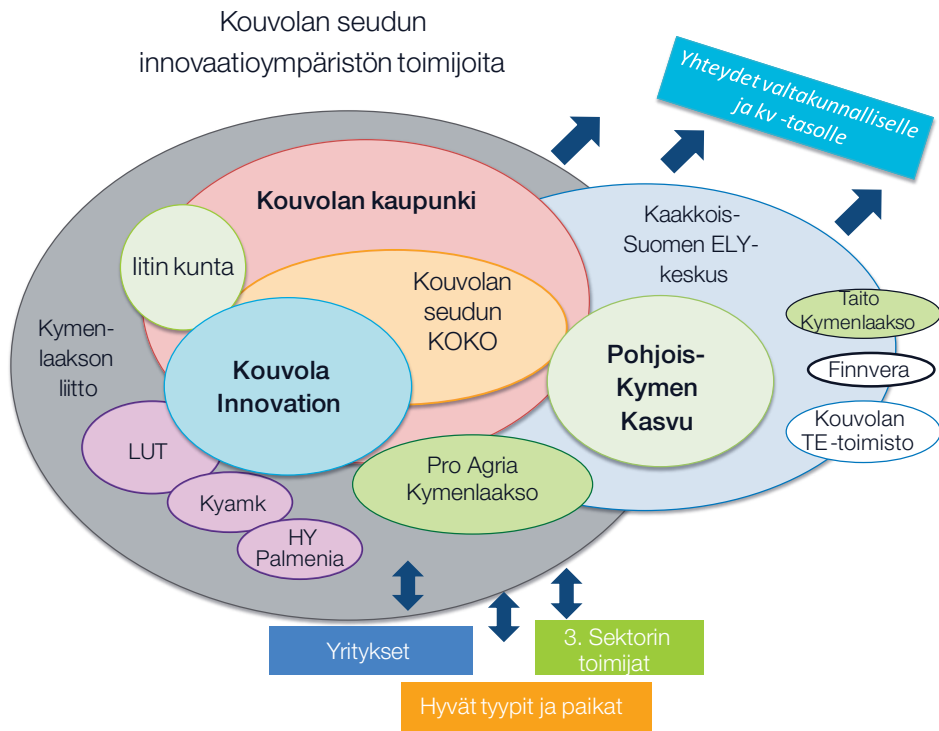 Kouvolan seudun
innovaatioympäristön toimijoita
Yhteydet valtakunnalliselle
ja kv -tasolle
Kouvolan kaupunki
Kaakkois-
Suomen ELY-
keskus
Iitin kunta
Kouvolan
seudun
KOKO
Taito
Kymenlaakso
Kymen-
laakson
liitto
Kouvola
Innovation
Pohjois-
Kymen
Kasvu
Finnvera
Kouvolan
TE-toimisto
LUT
Pro Agria
Kymenlaakso
Kyamk
HY
Palmenia
Yritykset
3. Sektorin
toimijat
Hyvät tyypit ja paikat